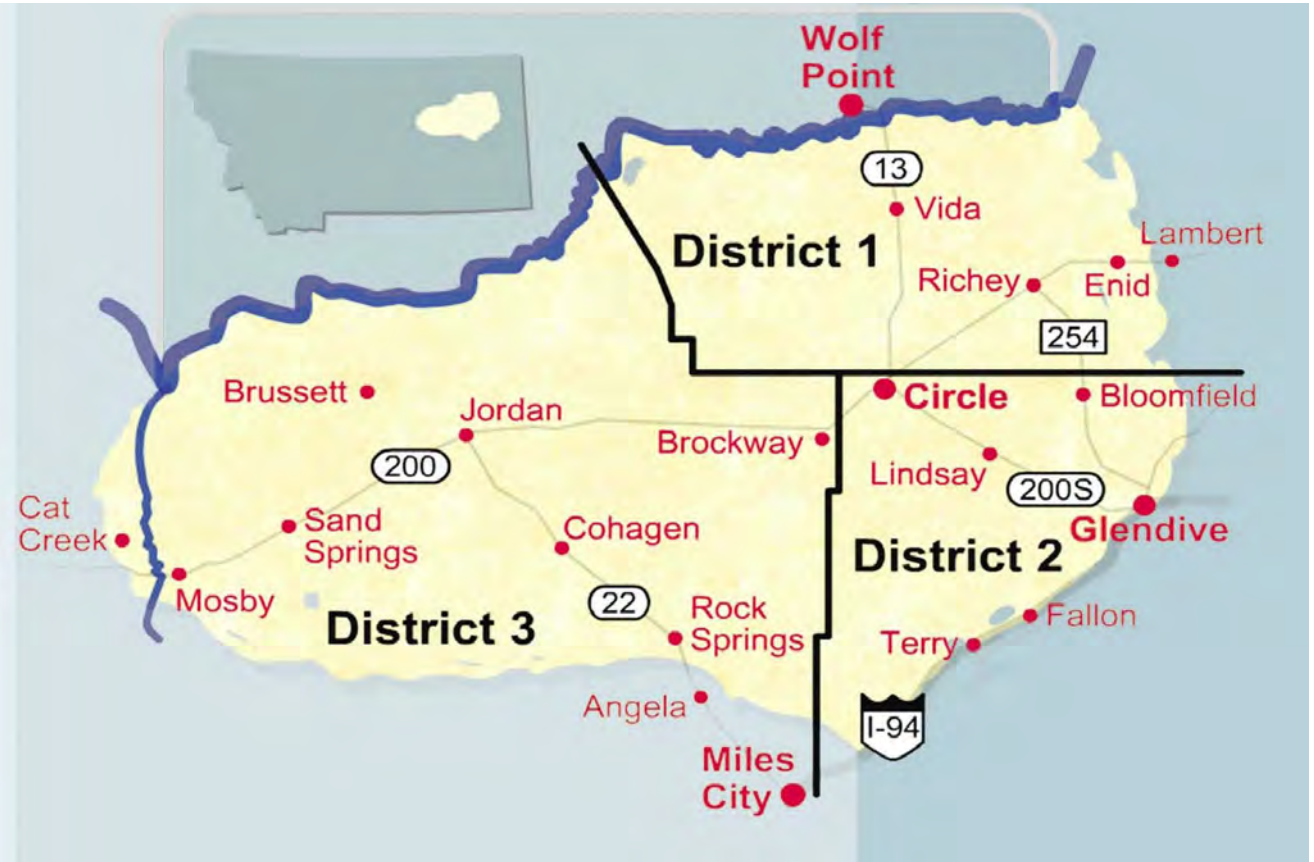 Wolf
Point
13
Vida
District 1
Lambert
Richey
Enid
254
Brussett
Jordan
Circle
Bloomfield
Brockway
200
Lindsay
200S
Cat
Creek
Sand
Springs
Cohagen
Glendive
District 2
Mosby
22
Rock
Springs
Fallon
District 3
Terry
Angela
I-94
Miles
City